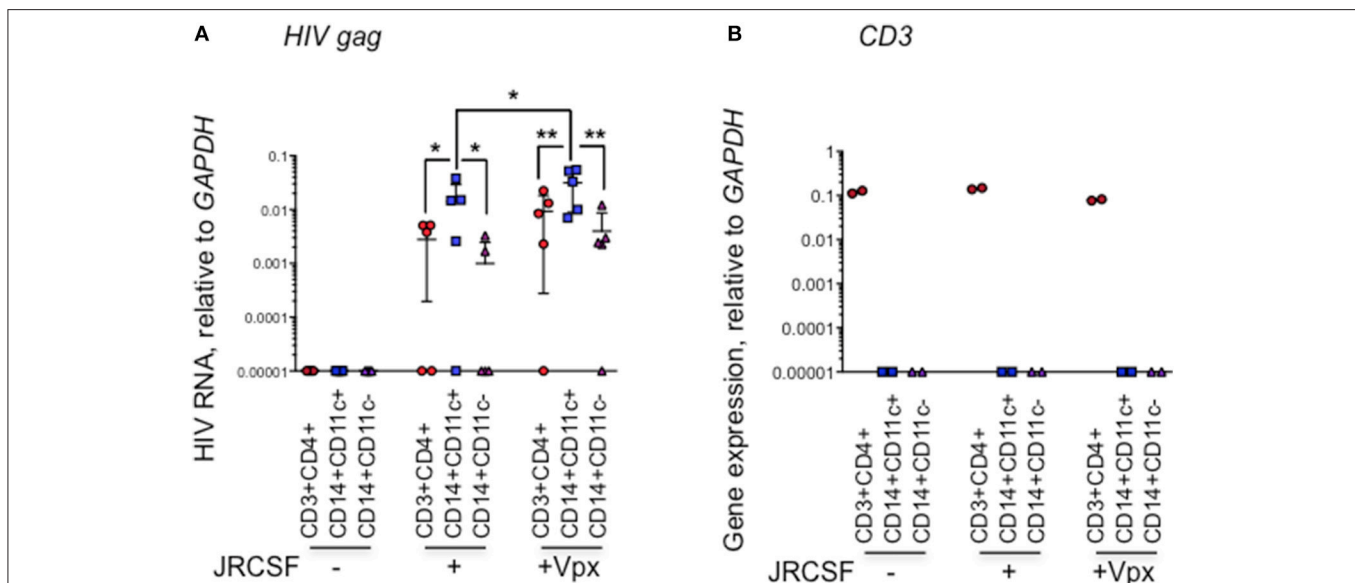 A HIV gag
HIV RNA, relative to GAPDH
*
* *
** **
0.1
0.01
0.001
0.0001
0.00001
CD3+CD4+
CD14+CD11c+
CD14+CD11c-
CD3+CD4+
CD14+CD11c+
CD14+CD11c-
CD3+CD4+
CD14+CD11c+
CD14+CD11c-
JRCSF - + +Vpx
B CD3
Gene expression, relative to GAPDH
1
0.1
0.01
0.001
0.0001
0.00001
CD3+CD4+
CD14+CD11c+
CD14+CD11c-
CD3+CD4+
CD14+CD11c+
CD14+CD11c-
CD3+CD4+
CD14+CD11c+
CD14+CD11c-
JRCSF - + +Vpx